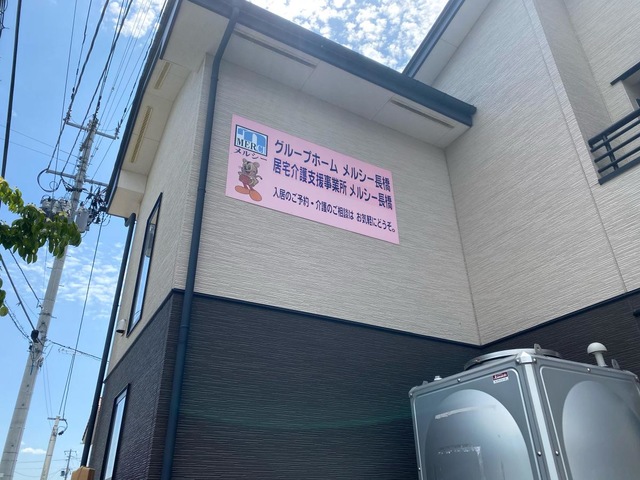 MERCI
メルシー
グループホーム メルシー長橋
居宅介護支援事業所 メルシー長橋
入居のご予約・介護のご相談は お気軽にどうぞ。